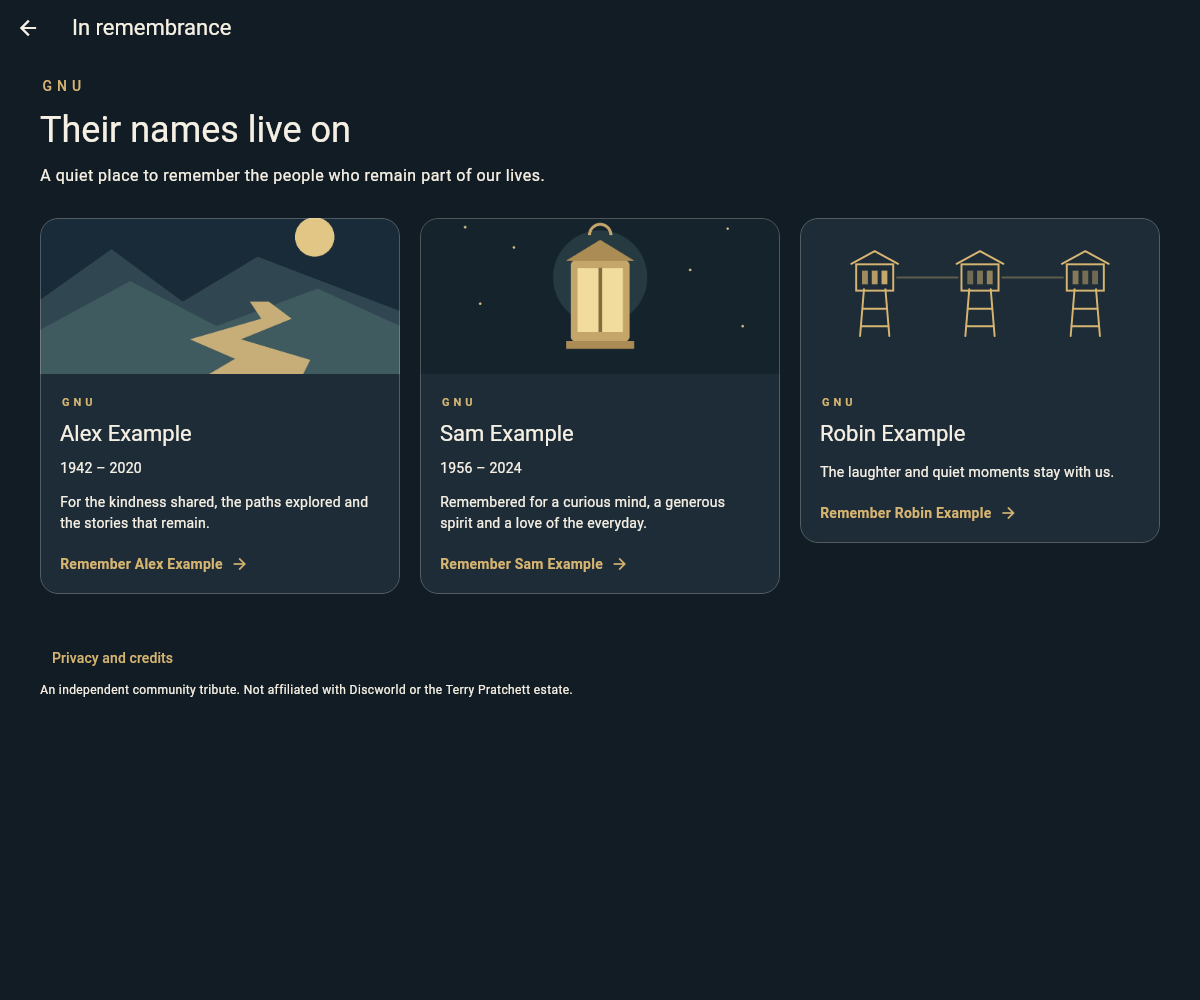 In remembrance
GNU
Their names live on
A quiet place to remember the people who remain part of our lives.
GNU
Alex Example
1942 – 2020
For the kindness shared, the paths explored and
the stories that remain.
Remember Alex Example
GNU
Sam Example
1956 – 2024
Remembered for a curious mind, a generous
spirit and a love of the everyday.
Remember Sam Example
GNU
Robin Example
The laughter and quiet moments stay with us.
Remember Robin Example
Privacy and credits
An independent community tribute. Not affiliated with Discworld or the Terry Pratchett estate.